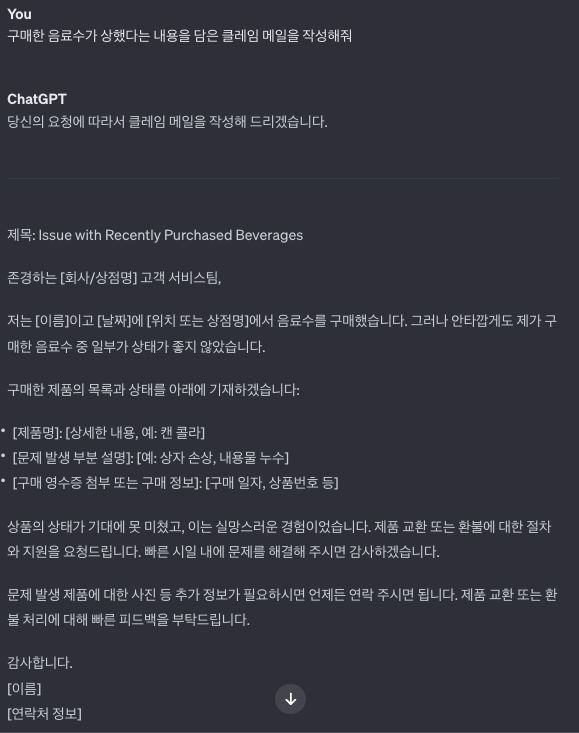 You
구매한 음료수가 상했다는 내용을 담은 클레임 메일을 작성해줘
ChatGPT
당신의 요청에 따라서 클레임 메일을 작성해 드리겠습니다.
제목: Issue with Recently Purchased Beverages
존경하는 [회사/상점명] 고객 서비스팀,
저는 [이름]이고 [날짜]에 [위치 또는 상점명]에서 음료수를 구매했습니다. 그러나 안타깝게도 제가 구
매한 음료수 중 일부가 상태가 좋지 않았습니다.
구매한 제품의 목록과 상태를 아래에 기재하겠습니다:
• [제품명]: [상세한 내용, 예: 캔 콜라]
• [문제 발생 부분 설명]: [예: 상자 손상, 내용물 누수]
• [구매 영수증 첨부 또는 구매 정보]: [구매 일자, 상품번호 등]
상품의 상태가 기대에 못 미쳤고, 이는 실망스러운 경험이었습니다. 제품 교환 또는 환불에 대한 절차
와 지원을 요청드립니다. 빠른 시일 내에 문제를 해결해 주시면 감사하겠습니다.
문제 발생 제품에 대한 사진 등 추가 정보가 필요하시면 언제든 연락 주시면 됩니다. 제품 교환 또는 환
불 처리에 대해 빠른 피드백을 부탁드립니다.
감사합니다.
[이름]
[연락처 정보]